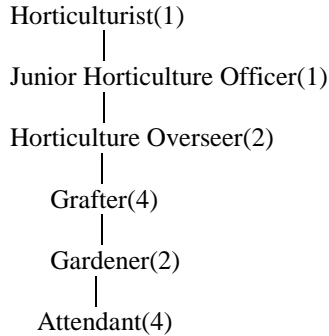 Horticulturist(1)
Junior Horticulture Officer(1)
Horticulture Overseer(2)
Grafter(4)
Gardener(2)
Attendant(4)